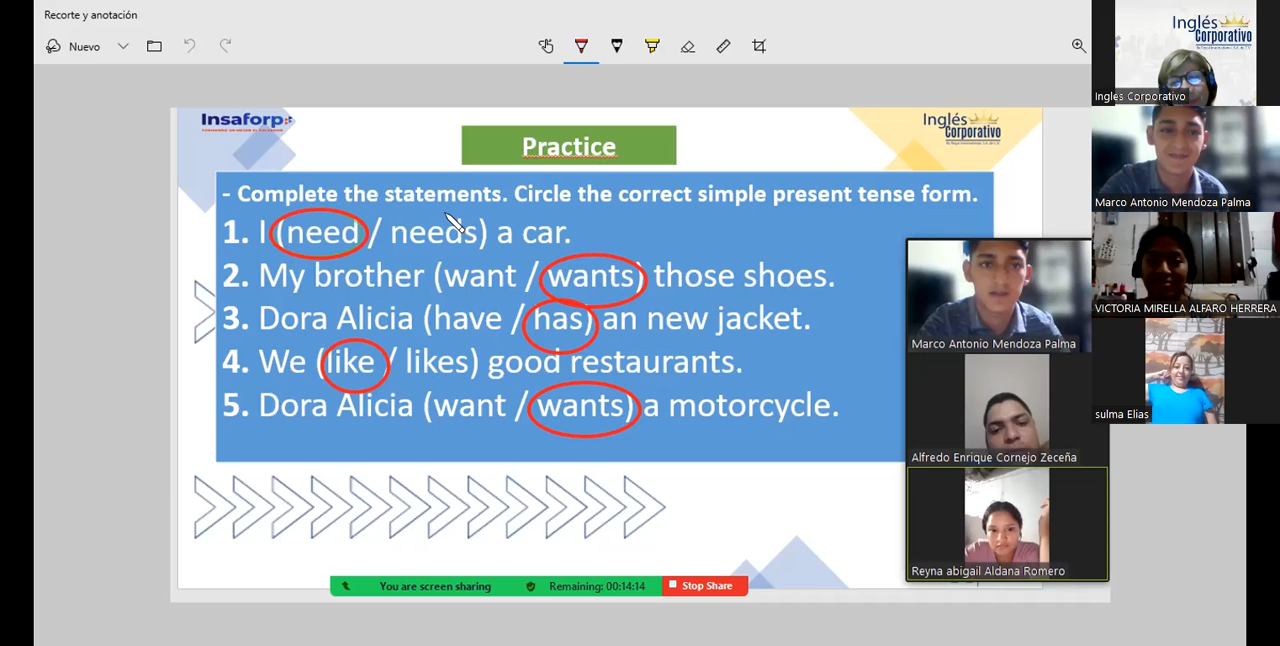 Recorte y anotación
Nuevo
Insaforp
Inglés
Corporativo
Practice
- Complete the statements. Circle the correct simple present tense form.
1. I (need / needs) a car.
2. My brother (want / wants) those shoes.
3. Dora Alicia (have / has) an new jacket.
4. We (like / likes) good restaurants.
5. Dora Alicia (want / wants) a motorcycle.
You are screen sharing
Remaining: 00:14:14
Stop Share
Inglés
Corporativo
Inglés Corporativo
Marco Antonio Mendoza Palma
VICTORIA MIRELLA ALFARO HERRERA
sulma Elias
Marco Antonio Mendoza Palma
Alfredo Enrique Cornejo Zeceña
Reyna abigail Aldana Romero